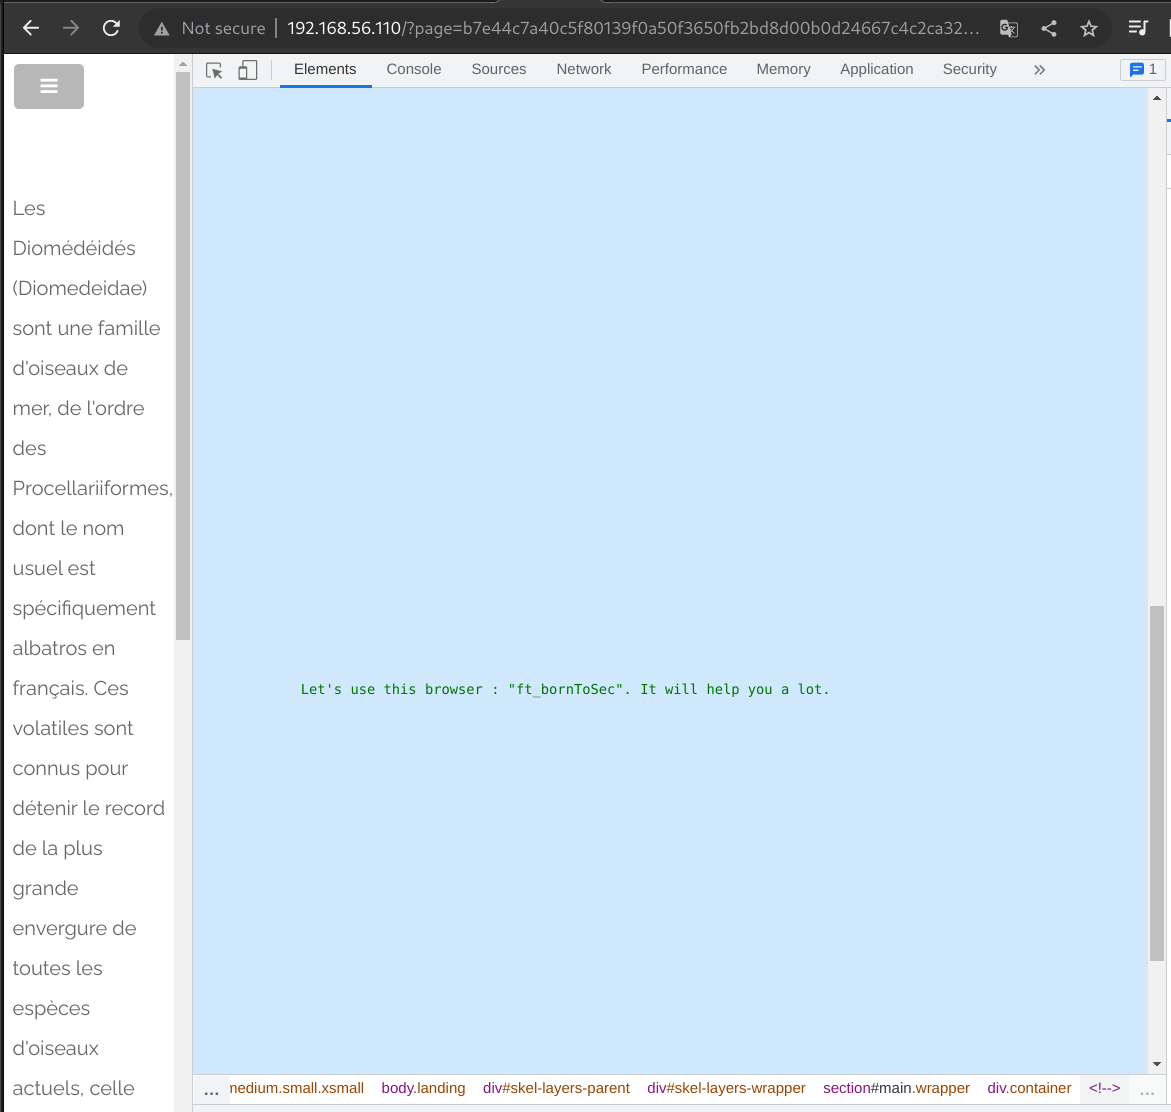 Not secure | 192.168.56.110/?page=b7e44c7a40c5f80139f0a50f3650fb2bd8d00b0d24667c4c2ca32...
Elements Console Sources Network Performance Memory Application Security » 1
Les
Diomédéidés
(Diomedeidae)
sont une famille
d'oiseaux de
mer, de l'ordre
des
Procellariiformes,
dont le nom
usuel est
spécifiquement
albatros en
français. Ces
volatiles sont
connus pour
détenir le record
de la plus
grande
envergure de
toutes les
espèces
d'oiseaux
actuels, celle
Let's use this browser : "ft_bornToSec". It will help you a lot.
... medium.small.xsmall body.landing div#skel-layers-parent div#skel-layers-wrapper section#main.wrapper div.container <!--> ...